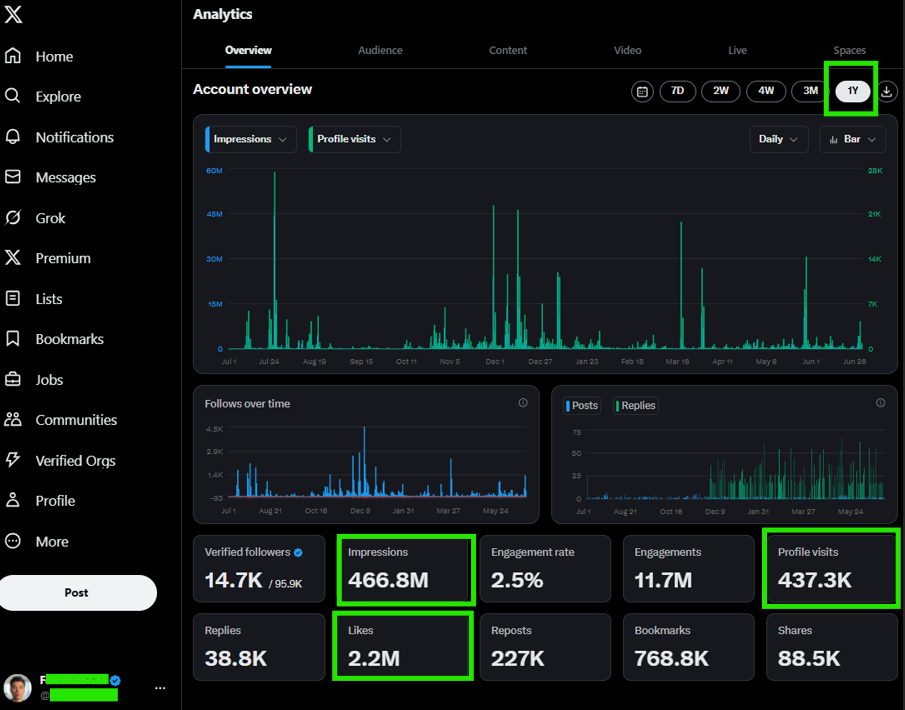 Analytics
Home
Explore
Notifications
Messages
Grok
Premium
Lists
Bookmarks
Jobs
Communities
Verified Orgs
Profile
More
Post
F
@
Overview Audience Content Video Live Spaces
Account overview
7D 2W 4W 3M 1Y
Impressions Profile visits Daily Bar
60M 28K
45M 21K
30M 14K
15M 7K
0 0
Jul 1 Jul 24 Aug 19 Sep 15 Oct 11 Nov 5 Dec 1 Dec 27 Jan 23 Feb 18 Mar 16 Apr 11 May 6 Jun 1 Jun 26
Follows over time
4.5K
2.9K
1.4K
-93
Jul 1 Aug 21 Oct 16 Dec 9 Jan 31 Mar 27 May 24
Posts Replies
75
50
25
0
Jul 1 Aug 21 Oct 16 Dec 9 Jan 31 Mar 27 May 24
Verified followers
14.7K / 95.9K
Impressions
466.8M
Engagement rate
2.5%
Engagements
11.7M
Profile visits
437.3K
Replies
38.8K
Likes
2.2M
Reposts
227K
Bookmarks
768.8K
Shares
88.5K